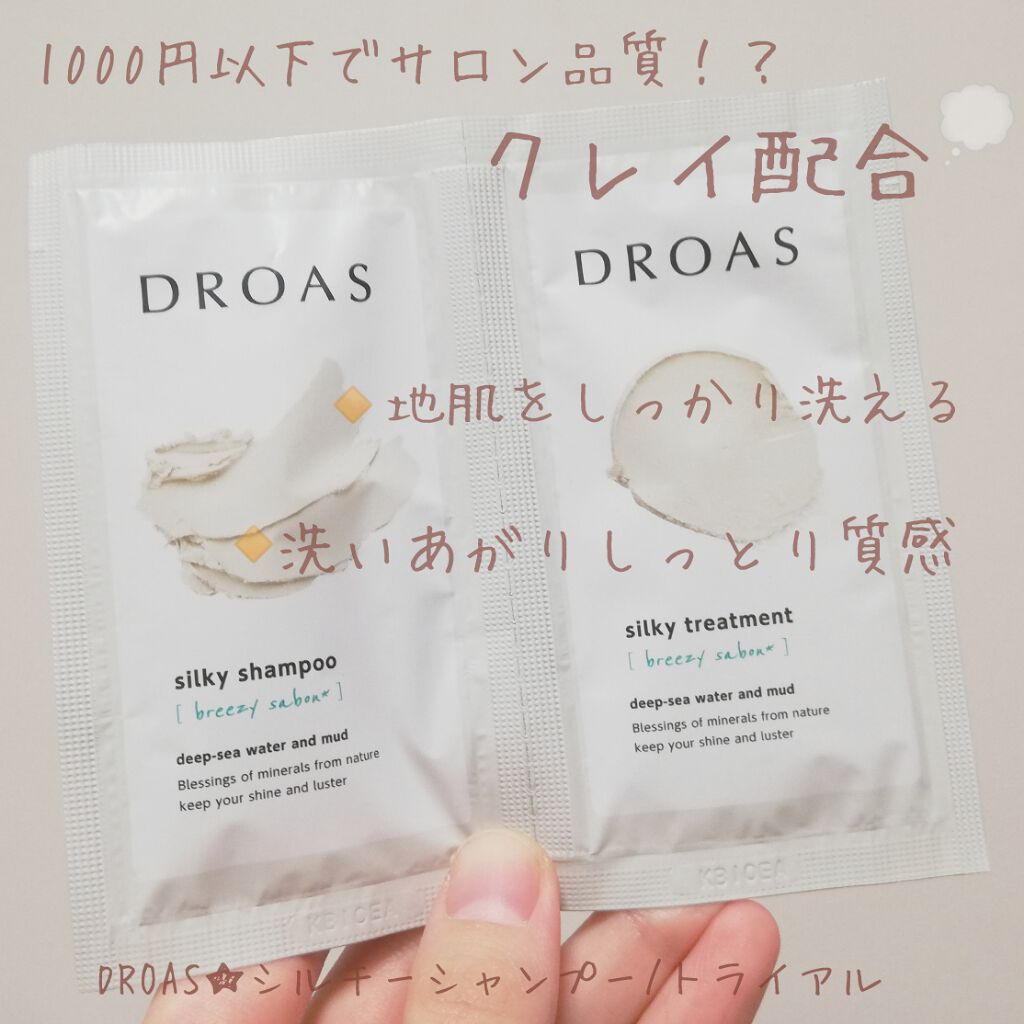 1000円以下でサロン品質!?
クレイ配合
DROAS
DROAS
🔸地肌をしっかり洗える
🔸洗いあがりしっとり質感
silky shampoo
[ breezy sabon* ]
deep-sea water and mud
Blessings of minerals from nature
keep your shine and luster
silky treatment
[ breezy sabon* ]
deep-sea water and mud
Blessings of minerals from nature
keep your shine and luster
DROAS★シルキーシャンプー/トライアル